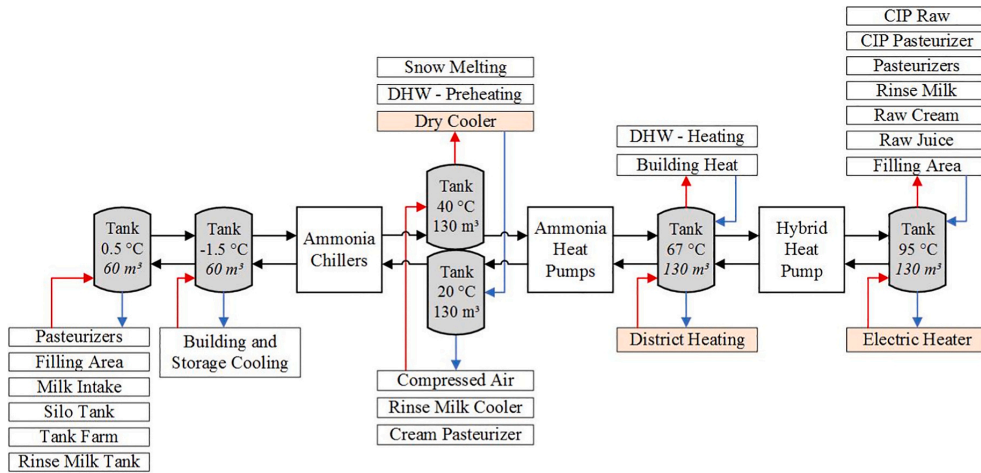 CIP Raw
CIP Pasteurizer
Pasteurizers
Rinse Milk
Raw Cream
Raw Juice
Filling Area
Snow Melting
DHW - Preheating
Dry Cooler
DHW - Heating
Building Heat
Tank
0.5 °C
60 m³
Tank
-1.5 °C
60 m³
Ammonia
Chillers
Tank
40 °C
130 m³
Tank
20 °C
130 m³
Ammonia
Heat
Pumps
Tank
67 °C
130 m³
Hybrid
Heat
Pump
Tank
95 °C
130 m³
Pasteurizers
Filling Area
Milk Intake
Silo Tank
Tank Farm
Rinse Milk Tank
Building and
Storage Cooling
Compressed Air
Rinse Milk Cooler
Cream Pasteurizer
District Heating
Electric Heater